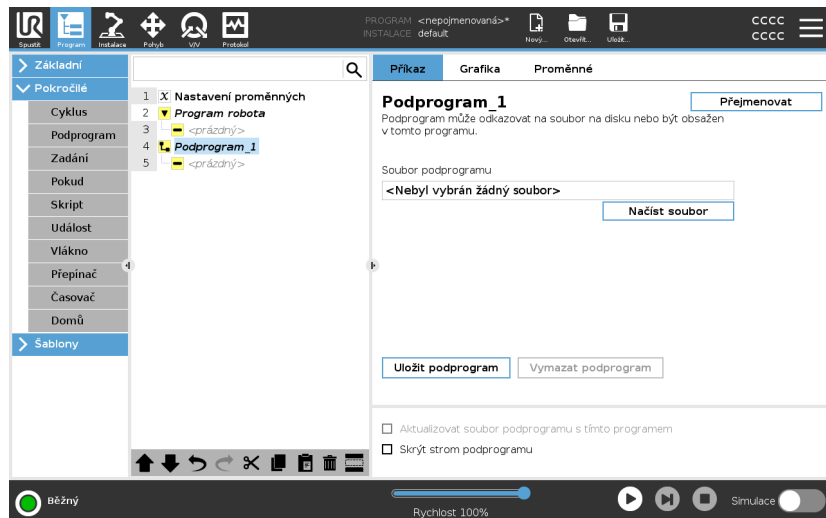 UR
Spustit Program Instalace Pohyb V/V Protokol
PROGRAM <nepojmenovaná>*
INSTALACE default
Nový... Otevřít... Uložit...
CCCC
CCCC
Základní
Pokročilé
Cyklus
Podprogram
Zadání
Pokud
Skript
Událost
Vlákno
Přepínač
Časovač
Domů
Šablony
1 X Nastavení proměnných
2 Program robota
3 <prázdný>
4 Podprogram_1
5 <prázdný>
Příkaz Grafika Proměnné
Podprogram_1
Přejmenovat
Podprogram může odkazovat na soubor na disku nebo být obsažen
v tomto programu.
Soubor podprogramu
<Nebyl vybrán žádný soubor>
Načíst soubor
Uložit podprogram Vymazat podprogram
Aktualizovat soubor podprogramu s tímto programem
Skrýt strom podprogramu
Běžný
Rychlost 100%
Simulace